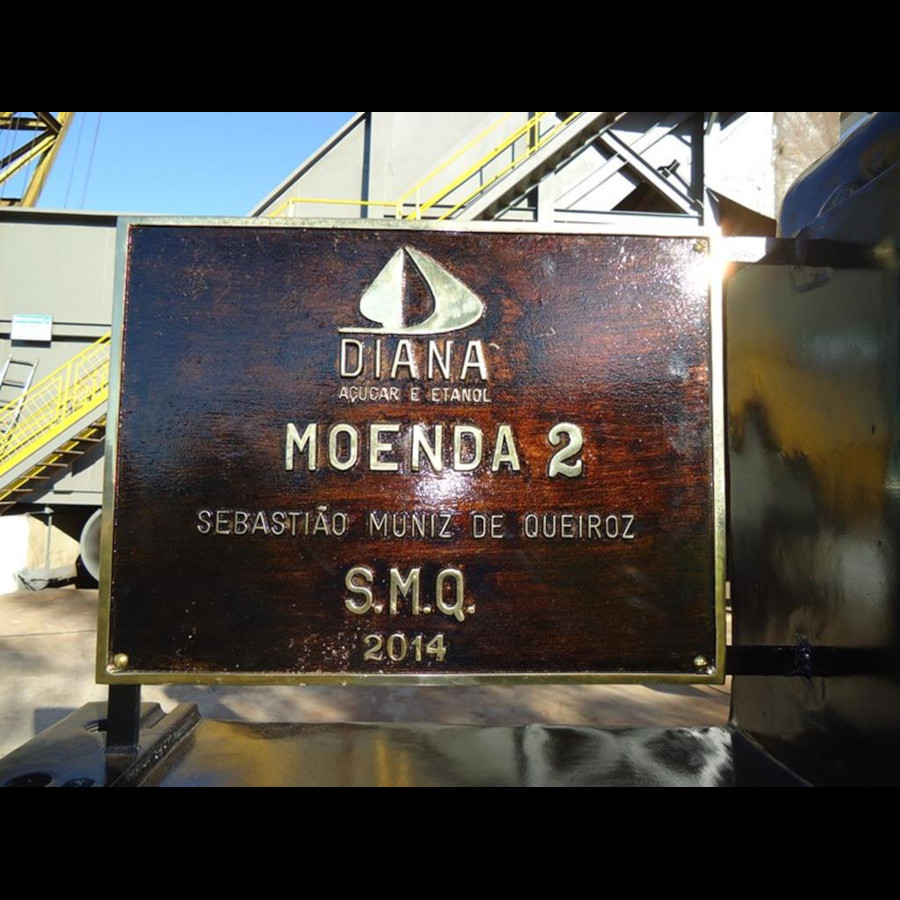 DIANA
AÇÚCAR E ETANOL
MOENDA 2
SEBASTIÃO MUNIZ DE QUEIROZ
S.M.Q.
2014